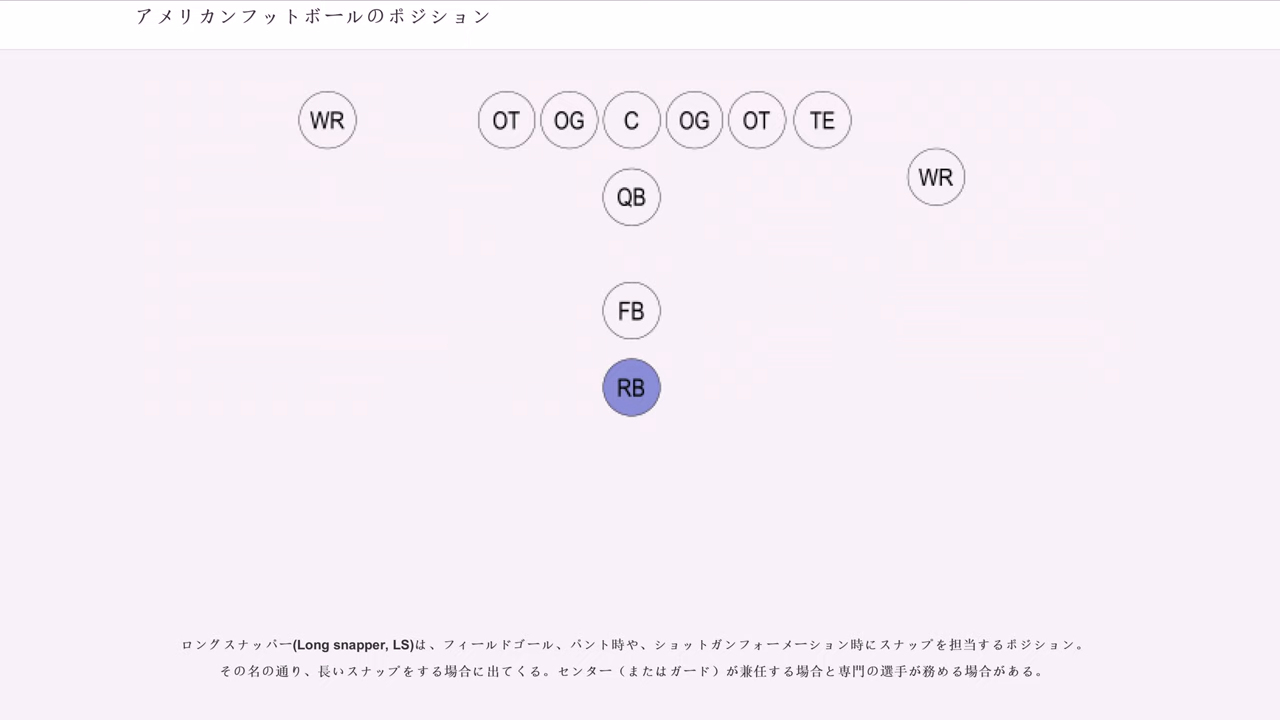 アメリカンフットボールのポジション
WR OT OG C OG OT TE
WR
QB
FB
RB
ロングスナッパー(Long snapper, LS)は、フィールドゴール、パント時や、ショットガンフォーメーション時にスナップを担当するポジション。
その名の通り、長いスナップをする場合に出てくる。センター（またはガード）が兼任する場合と専門の選手が務める場合がある。